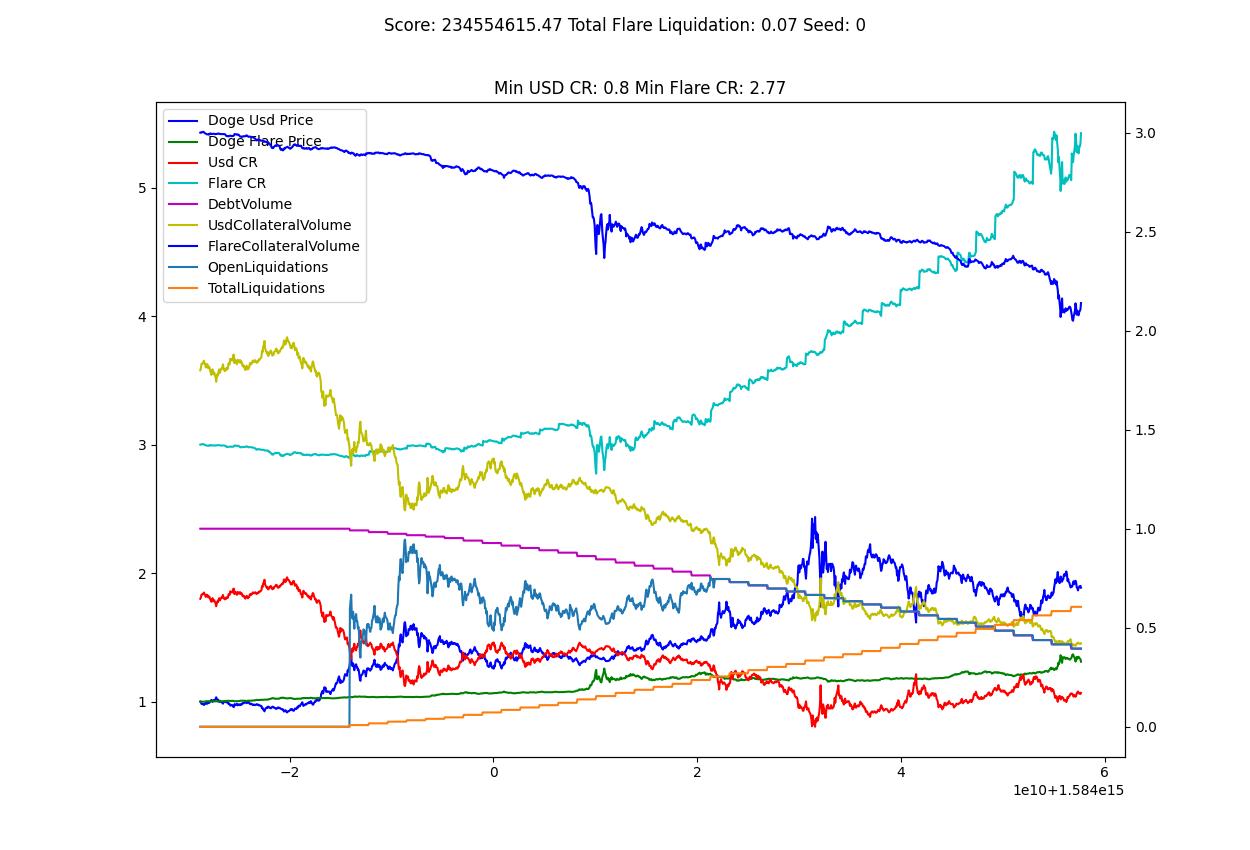 Score: 234554615.47 Total Flare Liquidation: 0.07 Seed: 0
Min USD CR: 0.8 Min Flare CR: 2.77
Doge Usd Price
Doge Flare Price
Usd CR
Flare CR
DebtVolume
UsdCollateralVolume
FlareCollateralVolume
OpenLiquidations
TotalLiquidations
5
4
3
2
1
3.0
2.5
2.0
1.5
1.0
0.5
0.0
−2
0
2
4
6
1e10+1.584e15